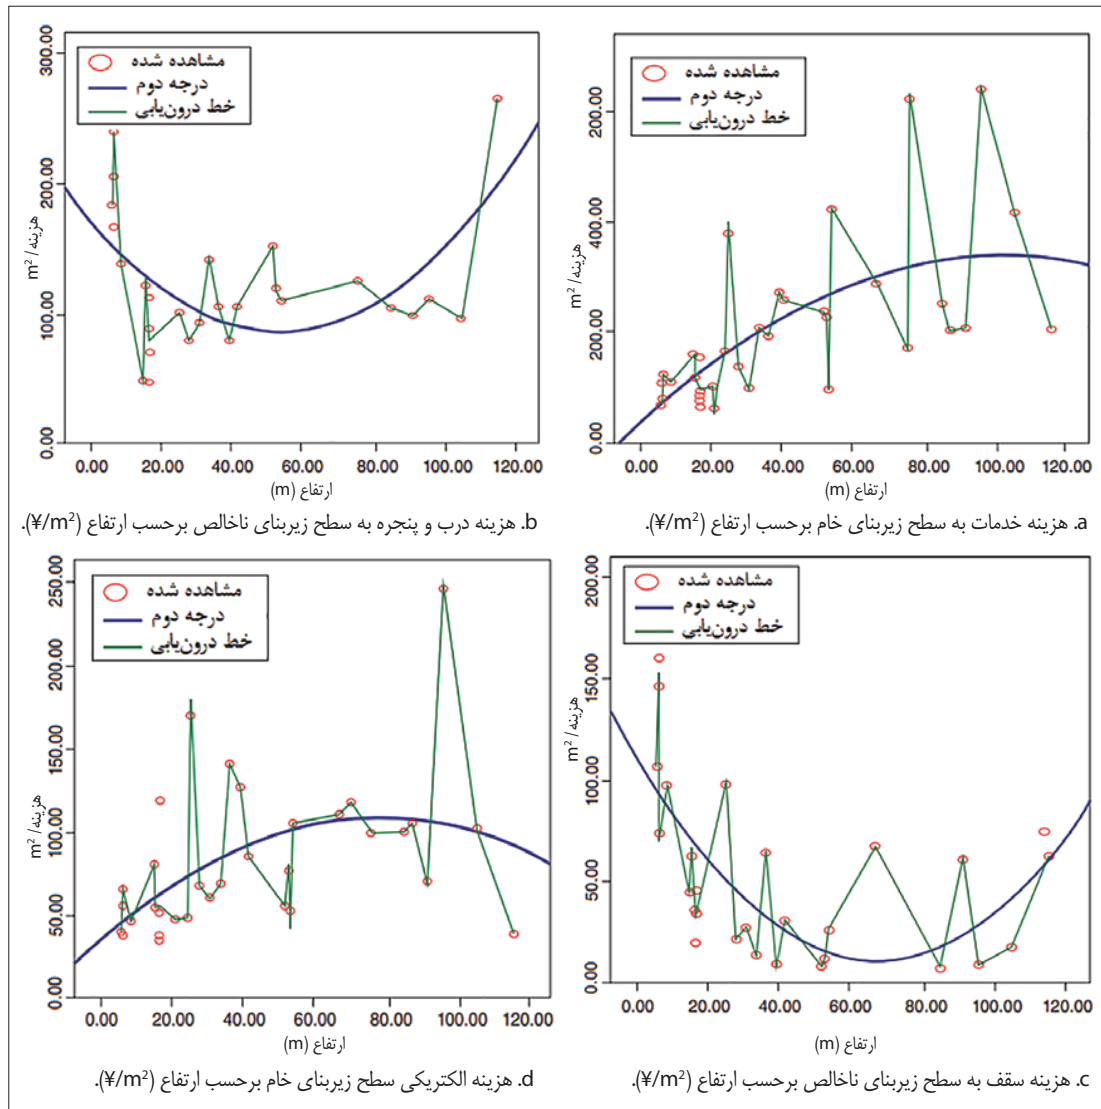 مشاهده شده
درجه دوم
خط درون‌یابی
200.00
400.00
200.00
0.00
هزینه/ m²
0.00 20.00 40.00 60.00 80.00 100.00 120.00
ارتفاع (m)
a. هزینه خدمات به سطح زیربنای خام برحسب ارتفاع (¥/m²).
مشاهده شده
درجه دوم
خط درون‌یابی
300.00
200.00
100.00
0.00
هزینه/ m²
0.00 20.00 40.00 60.00 80.00 100.00 120.00
ارتفاع (m)
b. هزینه درب و پنجره به سطح زیربنای ناخالص برحسب ارتفاع (¥/m²).
مشاهده شده
درجه دوم
خط درون‌یابی
200.00
150.00
100.00
50.00
0.00
هزینه/ m²
0.00 20.00 40.00 60.00 80.00 100.00 120.00
ارتفاع (m)
c. هزینه سقف به سطح زیربنای ناخالص برحسب ارتفاع (¥/m²).
مشاهده شده
درجه دوم
خط درون‌یابی
250.00
200.00
150.00
100.00
50.00
0.00
هزینه/ m²
0.00 20.00 40.00 60.00 80.00 100.00 120.00
ارتفاع (m)
d. هزینه الکتریکی سطح زیربنای خام برحسب ارتفاع (¥/m²).